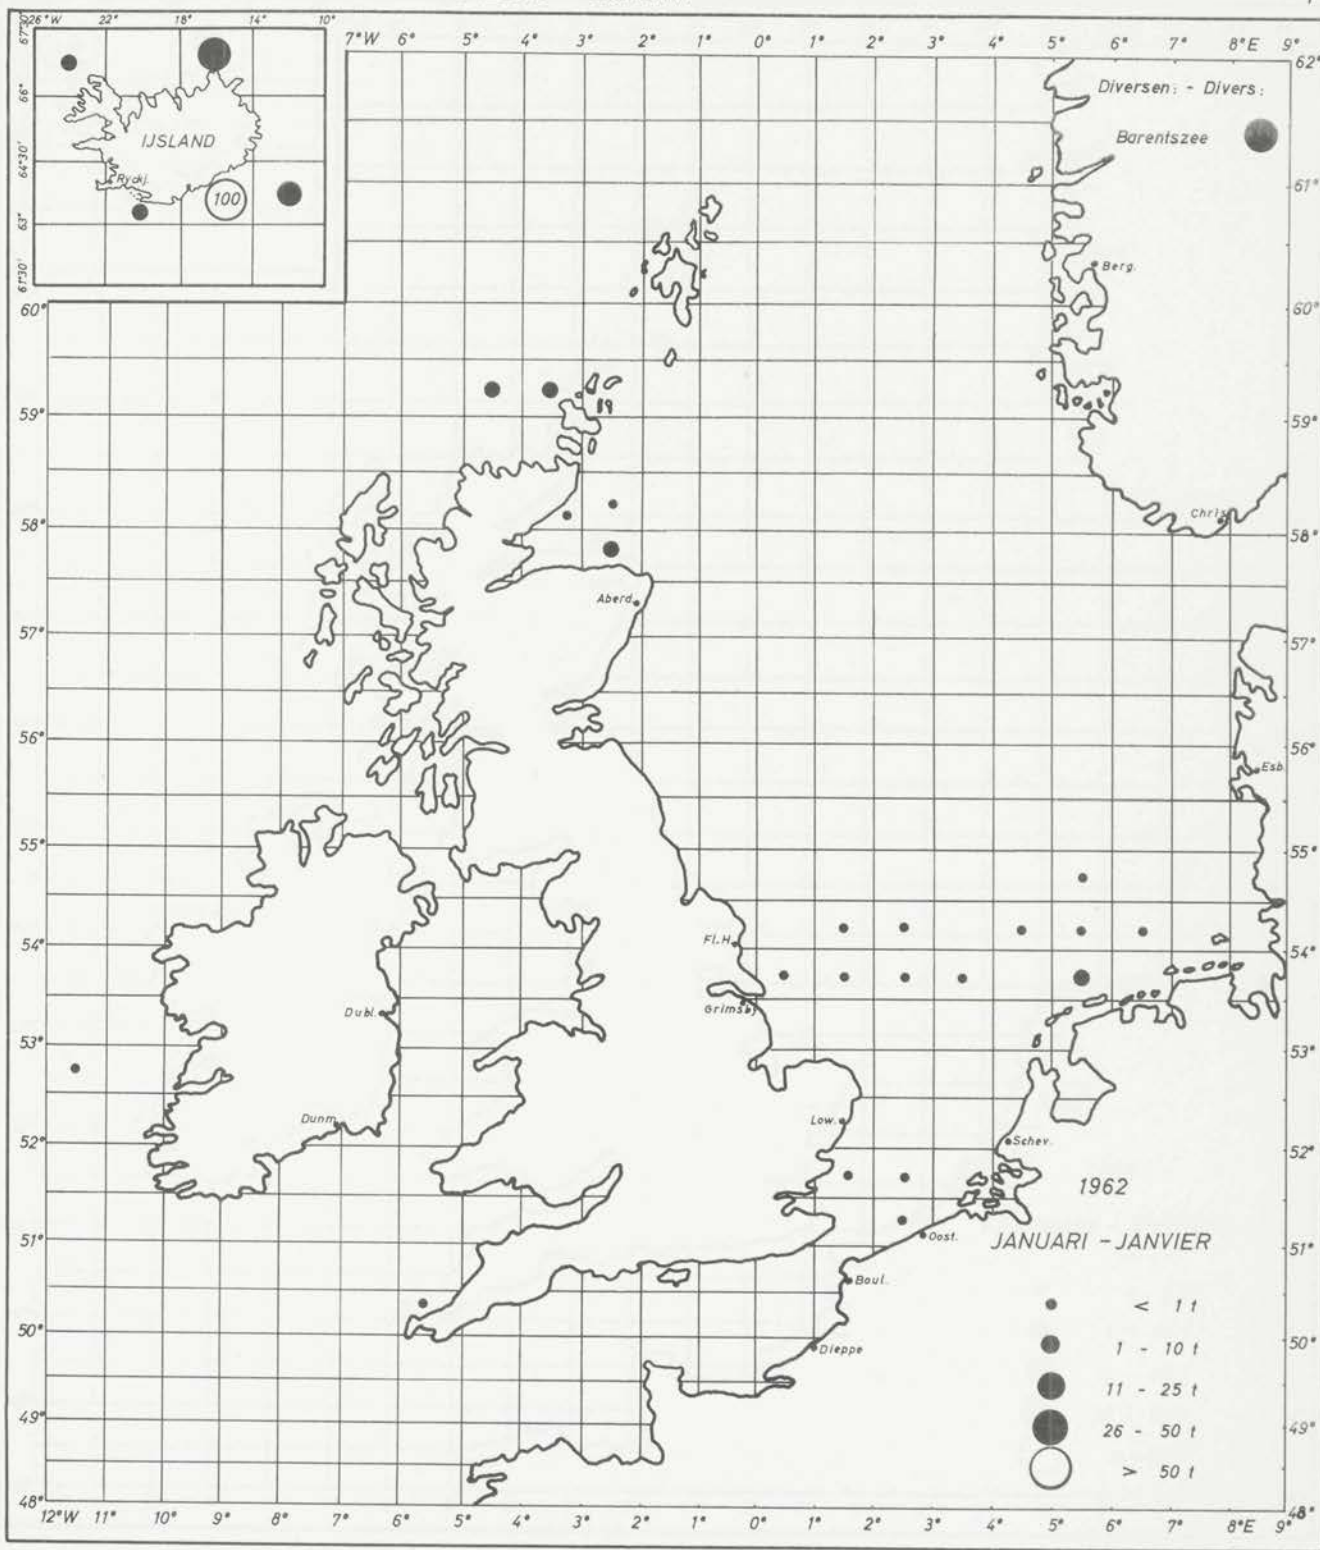 26°W 22° 18° 14° 10°
67°30'
66°
64°30'
63°
61°30'
IJSLAND
Ryckj.
100
7°W 6° 5° 4° 3° 2° 1° 0° 1° 2° 3° 4° 5° 6° 7° 8°E 9°
62°
Diversen: - Divers:
Barentszee
61°
Berg.
60° 60°
59° 59°
Chris
58° 58°
Aberd.
57° 57°
56° 56°
Esb.
55° 55°
54° Fl.H. 54°
Dubl. Grimsby
53° 53°
Dunm. Low.
52° Schev. 52°
1962
51° Oost. 51°
JANUARI - JANVIER
Boul.
< 1 t
50° Dieppe 50°
1 - 10 t
11 - 25 t
49° 26 - 50 t 49°
> 50 t
48° 48°
12°W 11° 10° 9° 8° 7° 6° 5° 4° 3° 2° 1° 0° 1° 2° 3° 4° 5° 6° 7° 8°E 9°